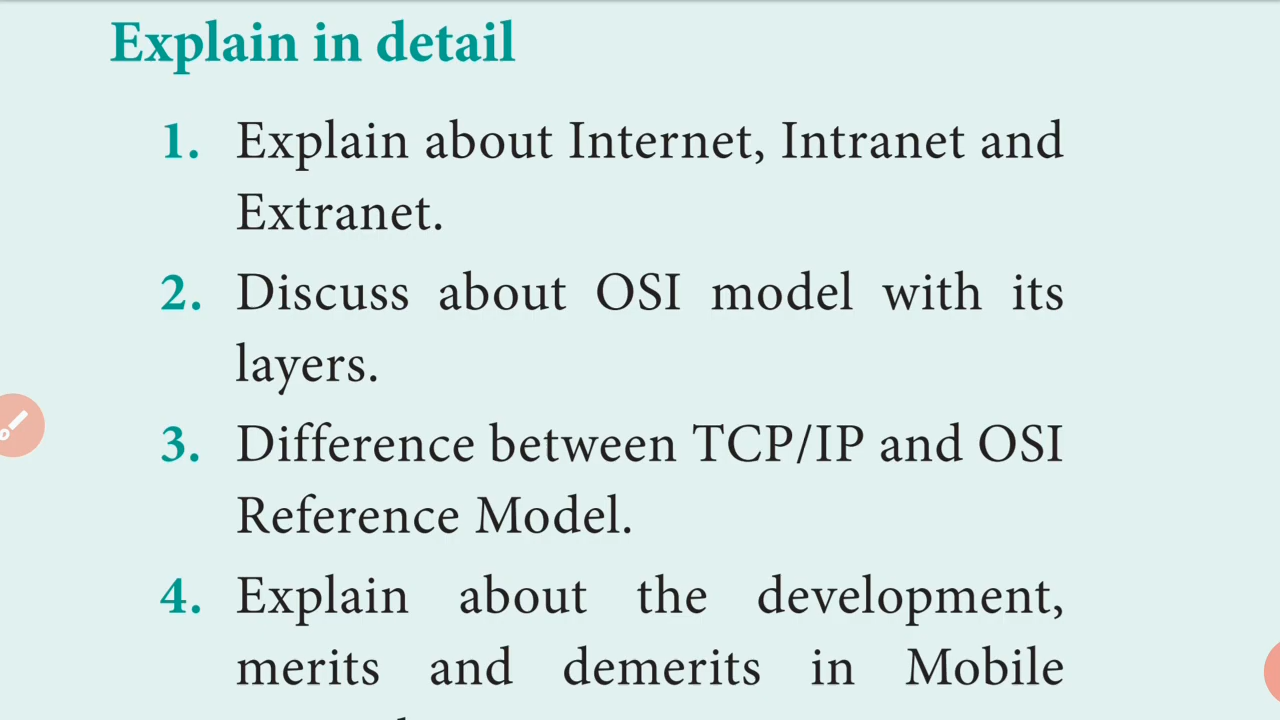 Explain in detail
1. Explain about Internet, Intranet and
Extranet.
2. Discuss about OSI model with its
layers.
3. Difference between TCP/IP and OSI
Reference Model.
4. Explain about the development,
merits and demerits in Mobile